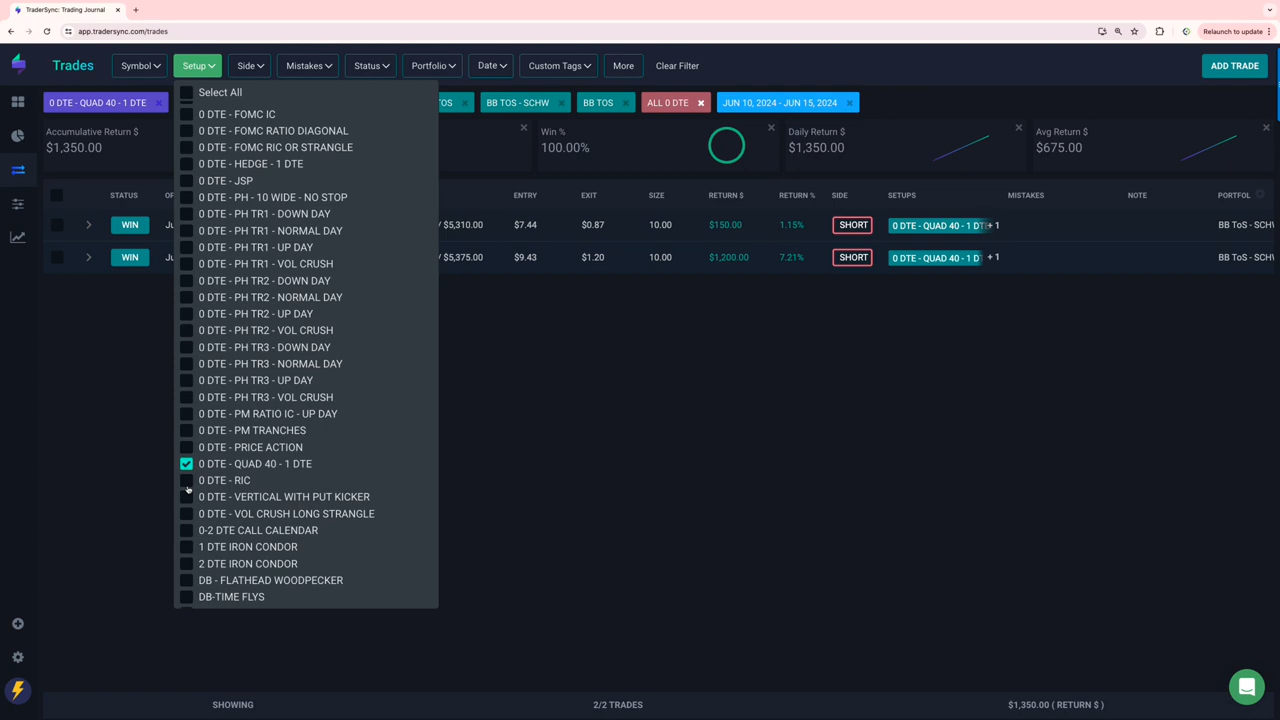 TraderSync: Trading Journal
app.tradersync.com/trades
Relaunch to update
Trades
Symbol
Setup
Side
Mistakes
Status
Portfolio
Date
Custom Tags
More
Clear Filter
ADD TRADE
0 DTE - QUAD 40 - 1 DTE
TOS
BB TOS - SCHW
BB TOS
ALL 0 DTE
JUN 10, 2024 - JUN 15, 2024
Accumulative Return $
$1,350.00
Win %
100.00%
Daily Return $
$1,350.00
Avg Return $
$675.00
Select All
0 DTE - FOMC IC
0 DTE - FOMC RATIO DIAGONAL
0 DTE - FOMC RIC OR STRANGLE
0 DTE - HEDGE - 1 DTE
0 DTE - JSP
0 DTE - PH - 10 WIDE - NO STOP
0 DTE - PH TR1 - DOWN DAY
0 DTE - PH TR1 - NORMAL DAY
0 DTE - PH TR1 - UP DAY
0 DTE - PH TR1 - VOL CRUSH
0 DTE - PH TR2 - DOWN DAY
0 DTE - PH TR2 - NORMAL DAY
0 DTE - PH TR2 - UP DAY
0 DTE - PH TR2 - VOL CRUSH
0 DTE - PH TR3 - DOWN DAY
0 DTE - PH TR3 - NORMAL DAY
0 DTE - PH TR3 - UP DAY
0 DTE - PH TR3 - VOL CRUSH
0 DTE - PM RATIO IC - UP DAY
0 DTE - PM TRANCHES
0 DTE - PRICE ACTION
0 DTE - QUAD 40 - 1 DTE
0 DTE - RIC
0 DTE - VERTICAL WITH PUT KICKER
0 DTE - VOL CRUSH LONG STRANGLE
0-2 DTE CALL CALENDAR
1 DTE IRON CONDOR
2 DTE IRON CONDOR
DB - FLATHEAD WOODPECKER
DB-TIME FLYS
STATUS OP ENTRY EXIT SIZE RETURN $ RETURN % SIDE SETUPS MISTAKES NOTE PORTFOL
WIN Ju / $5,310.00 $7.44 $0.87 10.00 $150.00 1.15% SHORT 0 DTE - QUAD 40 - 1 DT + 1 BB ToS - SCHW
WIN Ju / $5,375.00 $9.43 $1.20 10.00 $1,200.00 7.21% SHORT 0 DTE - QUAD 40 - 1 D + 1 BB ToS - SCHW
SHOWING
2/2 TRADES
$1,350.00 ( RETURN $ )